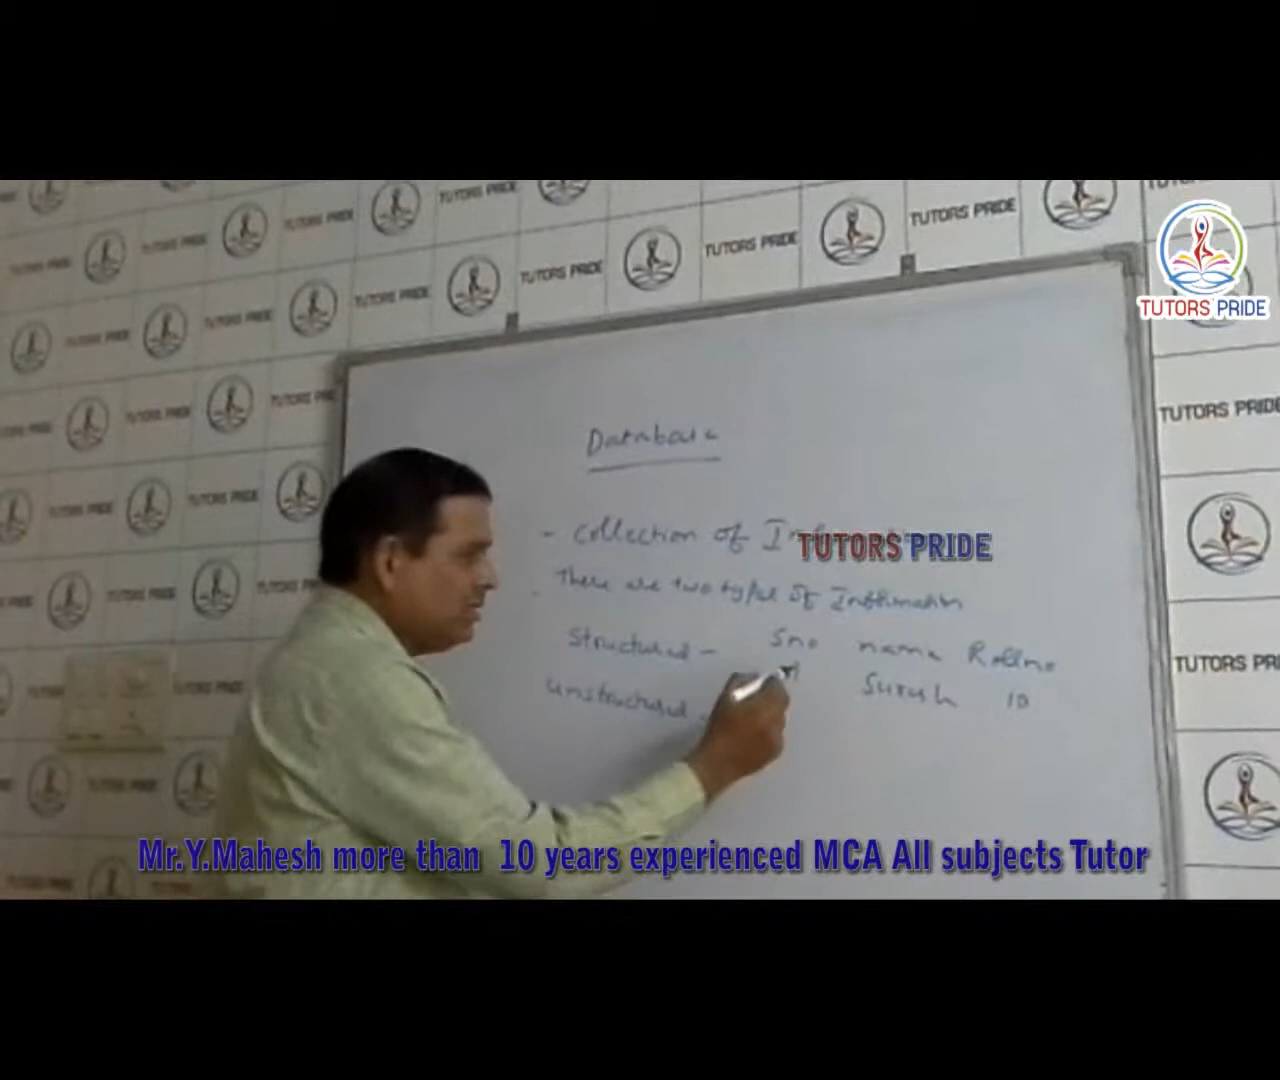 Database
- Collection of
TUTORS PRIDE
There are two type of Information
Structured - Sno name Rollno
Suresh 10
Unstructured -
TUTORS PRIDE
Mr.Y.Mahesh more than 10 years experienced MCA All subjects Tutor